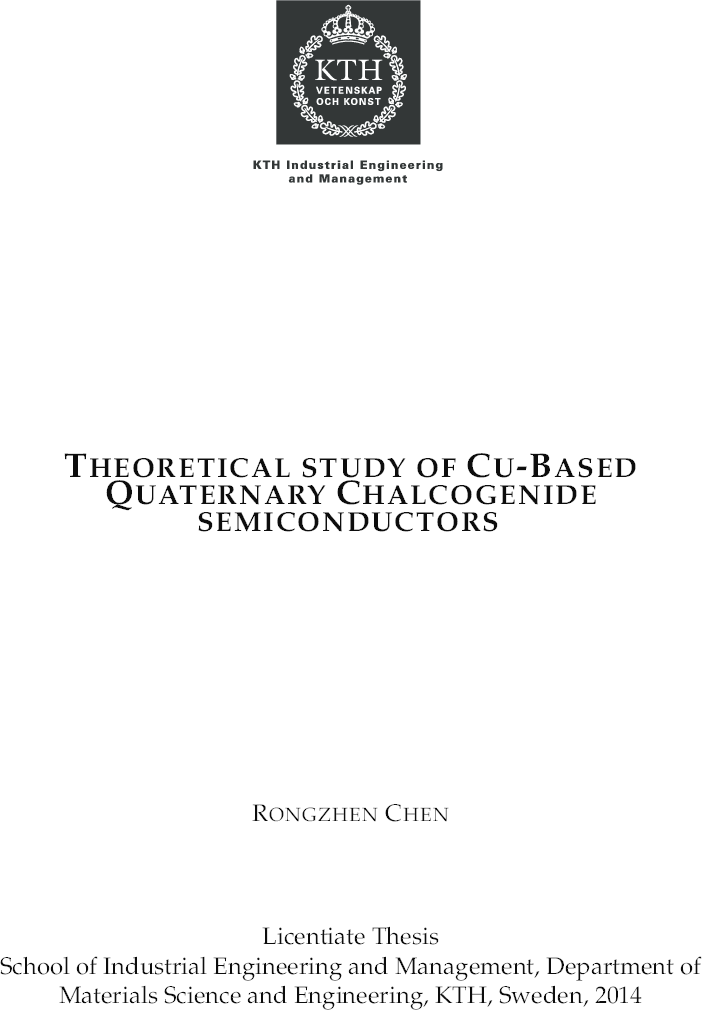 KTH
VETENSKAP
OCH KONST
KTH Industrial Engineering
and Management
THEORETICAL STUDY OF CU-BASED
QUATERNARY CHALCOGENIDE
SEMICONDUCTORS
RONGZHEN CHEN
Licentiate Thesis
School of Industrial Engineering and Management, Department of
Materials Science and Engineering, KTH, Sweden, 2014